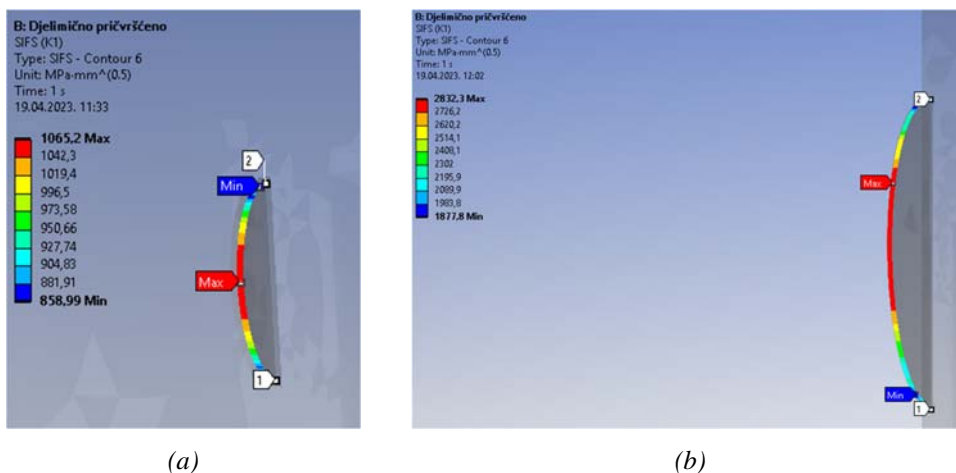 B: Djelimično pričvršćeno
SIFS (K1)
Type: SIFS - Contour 6
Unit: MPa·mm^(0.5)
Time: 1 s
19.04.2023. 11:33
1065,2 Max
1042,3
1019,4
996,5
973,58
950,66
927,74
904,83
881,91
858,99 Min
2
Min
Max
1
(a)
B: Djelimično pričvršćeno
SIFS (K1)
Type: SIFS - Contour 6
Unit: MPa·mm^(0.5)
Time: 1 s
19.04.2023. 12:02
2832,3 Max
2726,2
2620,2
2514,1
2408,1
2302
2195,9
2089,9
1983,8
1877,8 Min
2
Max
Min
1
(b)